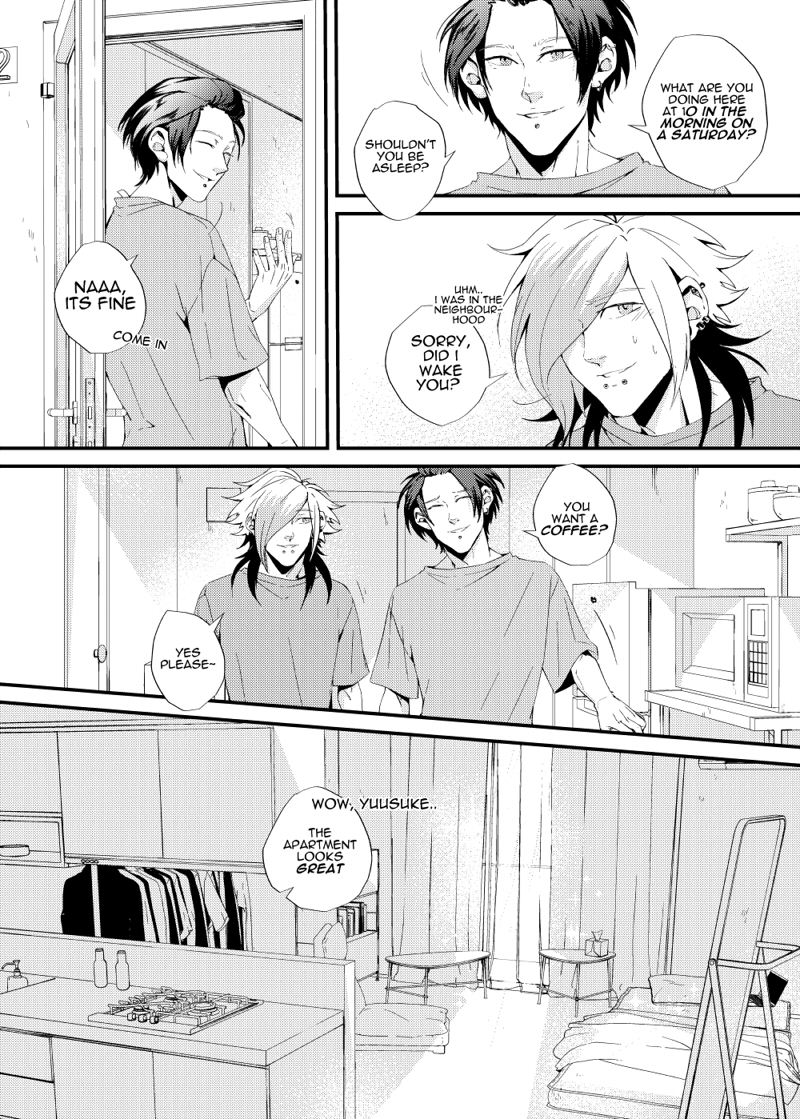 WHAT ARE YOU
DOING HERE
AT 10 IN THE
MORNING ON
A SATURDAY?
SHOULDN'T
YOU BE
ASLEEP?
UHM..
I WAS IN THE
NEIGHBOUR-
HOOD
SORRY,
DID I
WAKE
YOU?
2
NAAA,
ITS FINE
COME IN
YOU
WANT A
COFFEE?
YES
PLEASE~
WOW, YUUSUKE..
THE
APARTMENT
LOOKS
GREAT